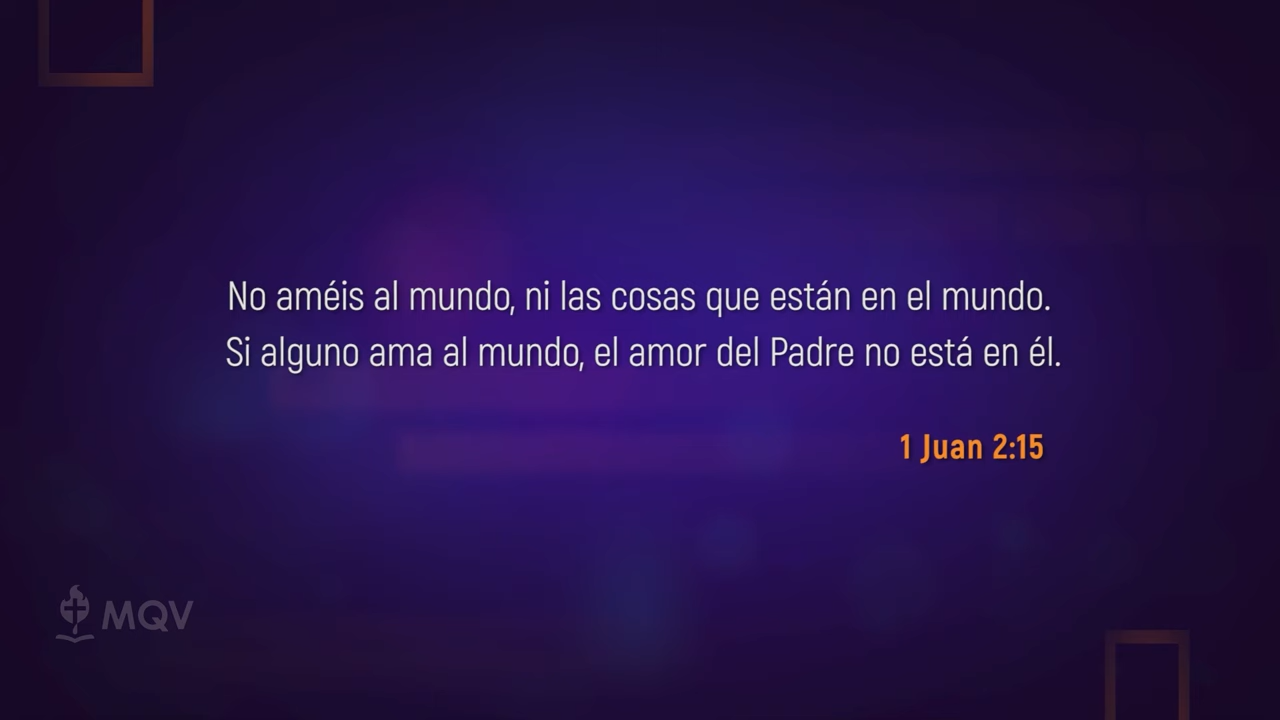 No améis al mundo, ni las cosas que están en el mundo.
Si alguno ama al mundo, el amor del Padre no está en él.
1 Juan 2:15
MQV